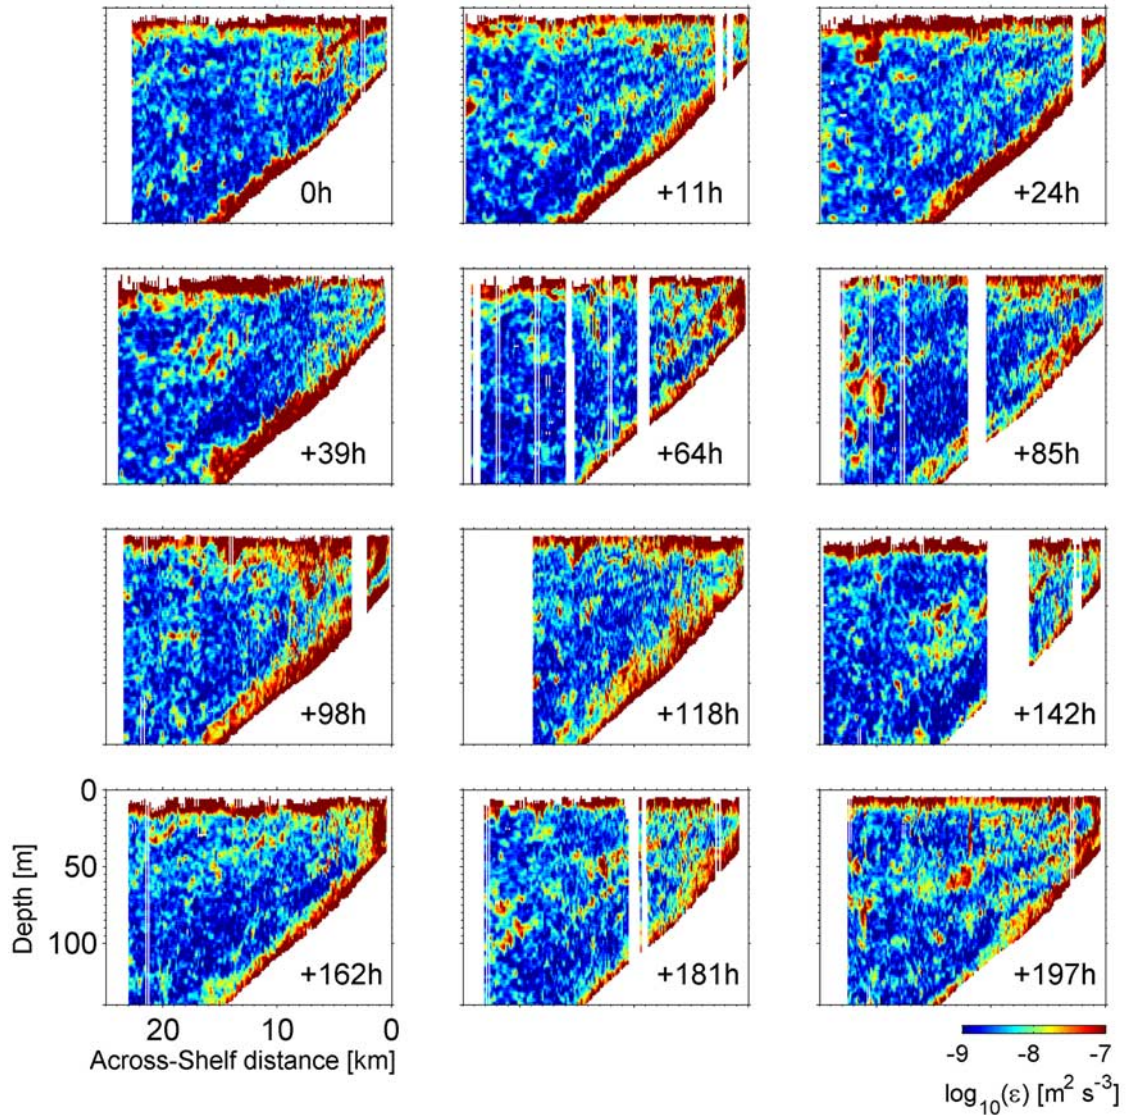 0h
+11h
+24h
+39h
+64h
+85h
+98h
+118h
+142h
0
50
100
Depth [m]
+162h
+181h
+197h
20 10 0
Across-Shelf distance [km]
-9 -8 -7
log₁₀(ε) [m² s⁻³]